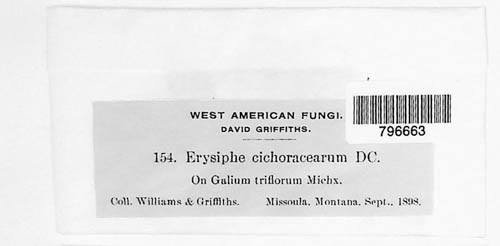 WEST AMERICAN FUNGI.
DAVID GRIFFITHS.
796663
154. Erysiphe cichoracearum DC.
On Galium triflorum Michx.
Coll. Williams & Griffiths. Missoula, Montana, Sept., 1898.